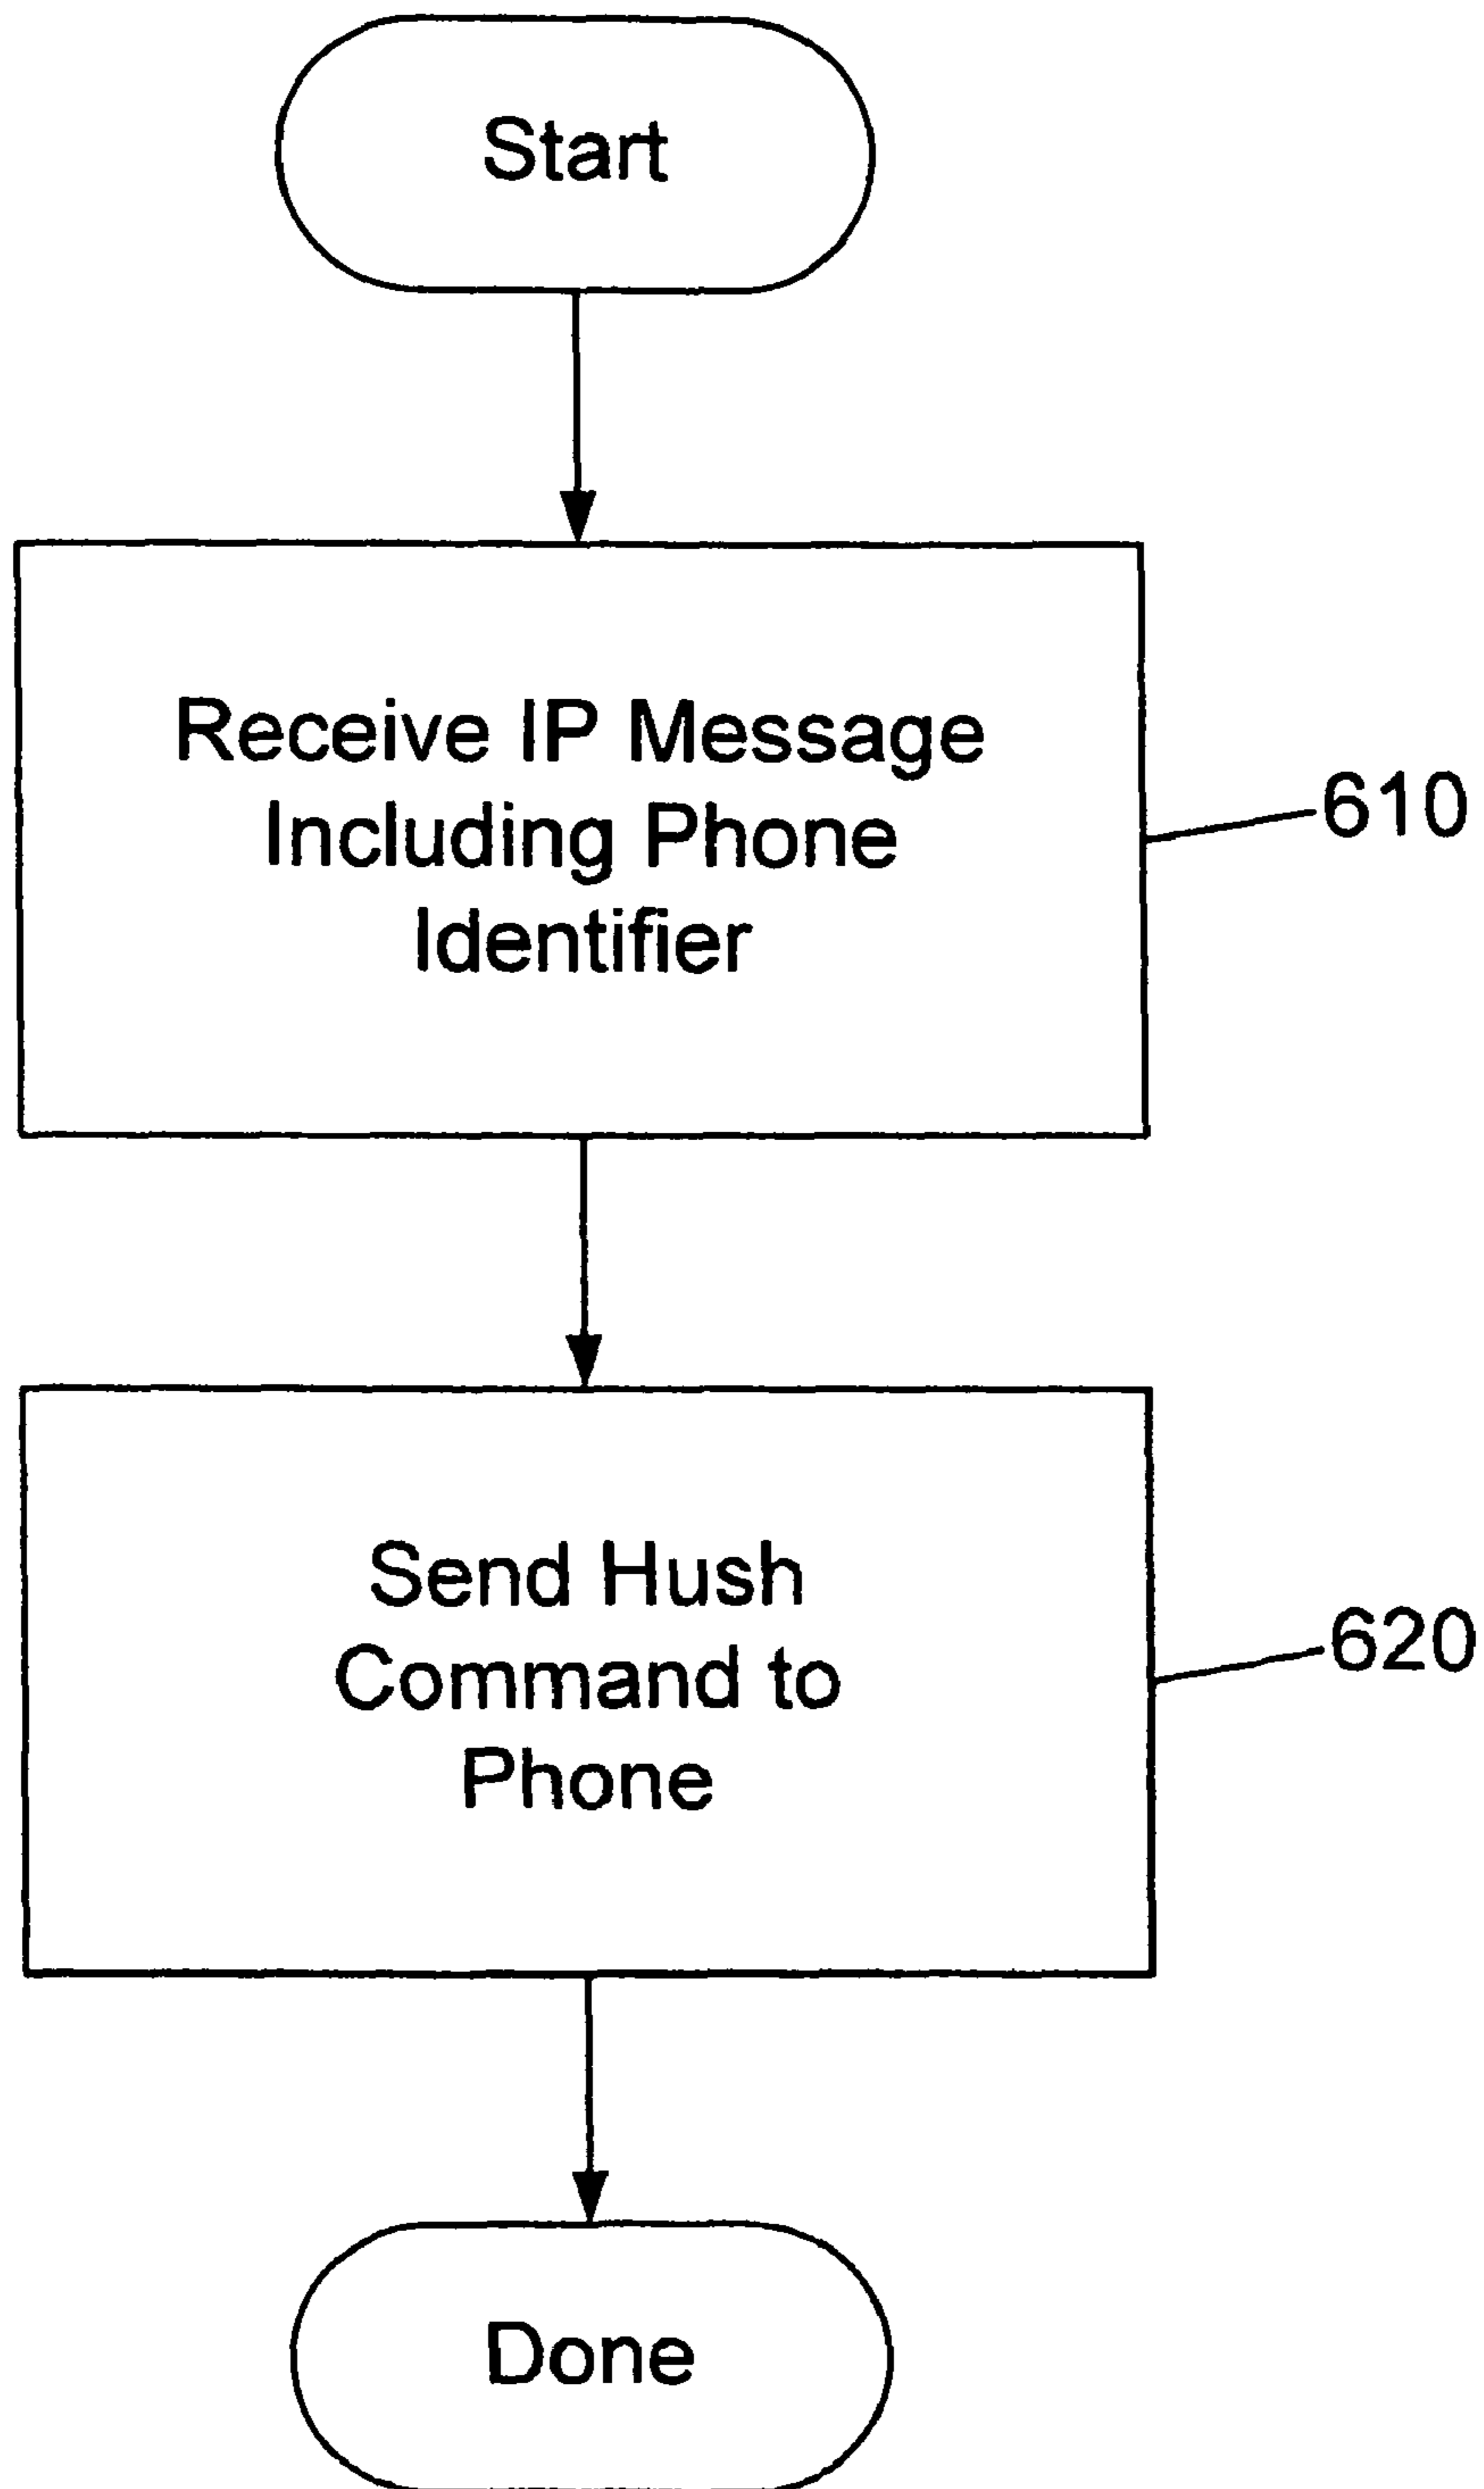 Start
Receive IP Message
Including Phone
Identifier
610
Send Hush
Command to
Phone
620
Done